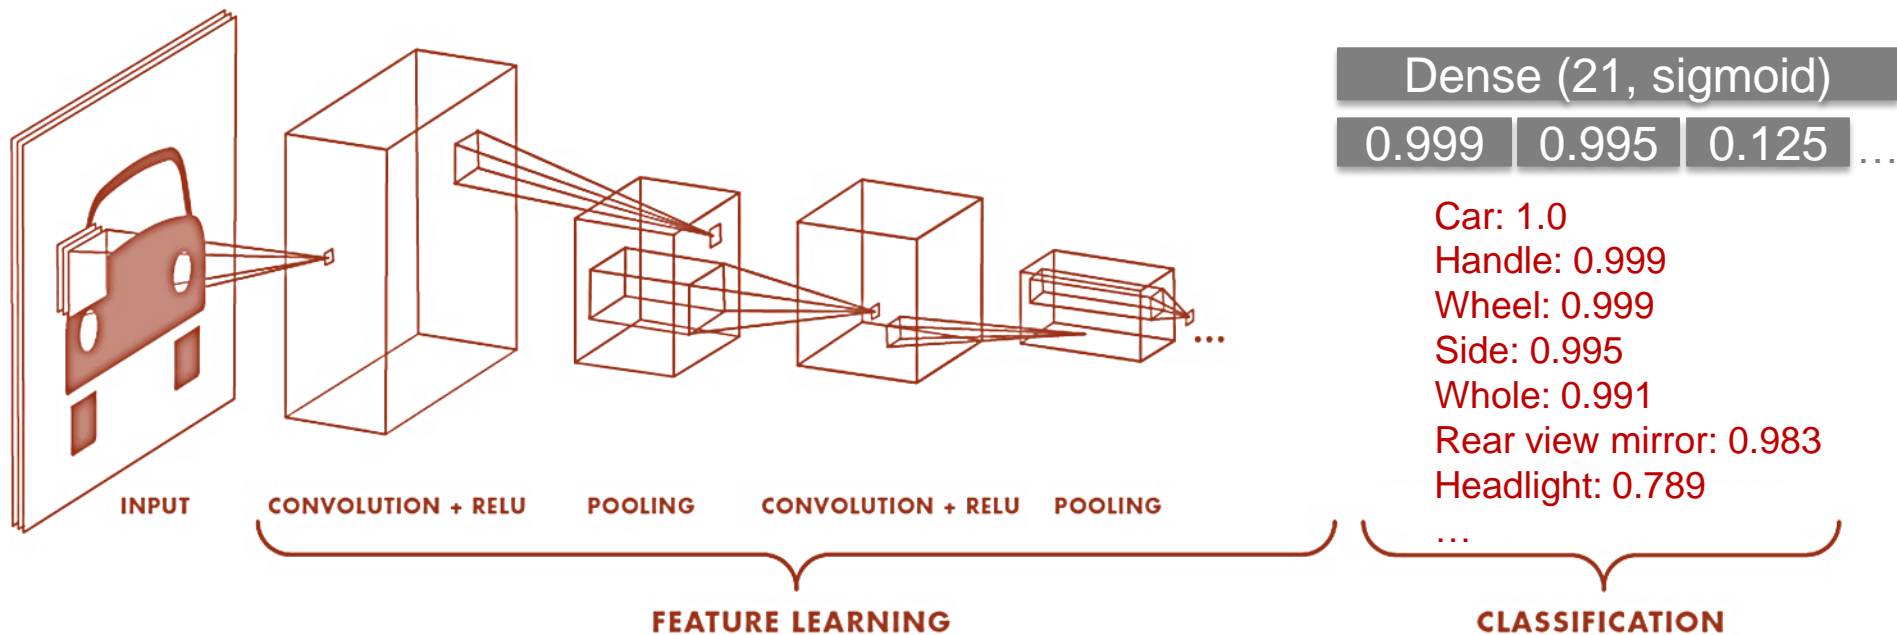 Dense (21, sigmoid)
0.999 0.995 0.125 ...
Car: 1.0
Handle: 0.999
Wheel: 0.999
Side: 0.995
Whole: 0.991
Rear view mirror: 0.983
Headlight: 0.789
...
...
INPUT
CONVOLUTION + RELU
POOLING
CONVOLUTION + RELU
POOLING
FEATURE LEARNING
CLASSIFICATION